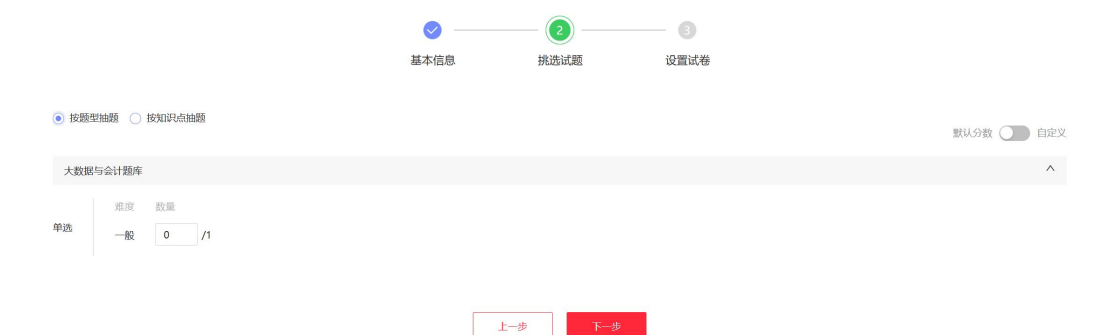 2
3
基本信息
挑选试题
设置试卷
按题型抽题
按知识点抽题
默认分数
自定义
大数据与会计题库
难度
数量
单选
一般
0
/1
上一步
下一步